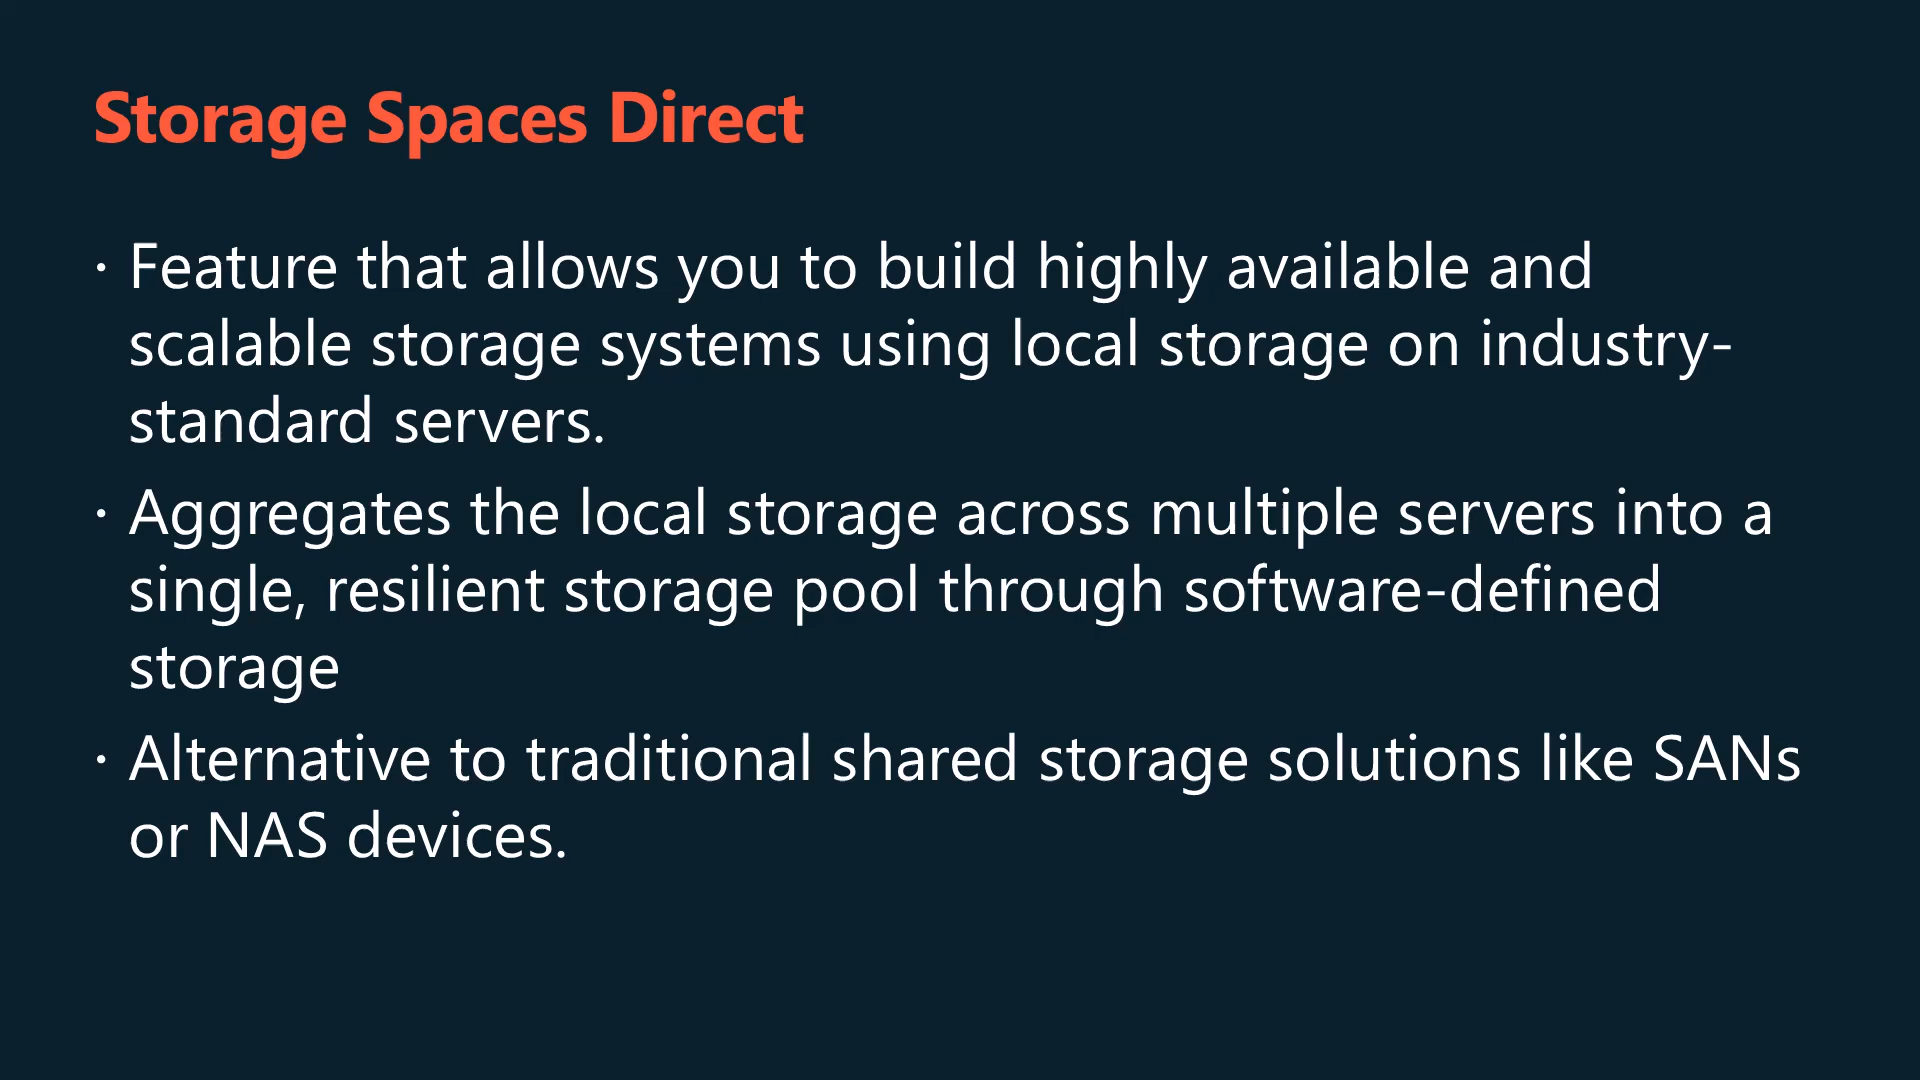 Storage Spaces Direct
· Feature that allows you to build highly available and
scalable storage systems using local storage on industry-
standard servers.
· Aggregates the local storage across multiple servers into a
single, resilient storage pool through software-defined
storage
· Alternative to traditional shared storage solutions like SANs
or NAS devices.